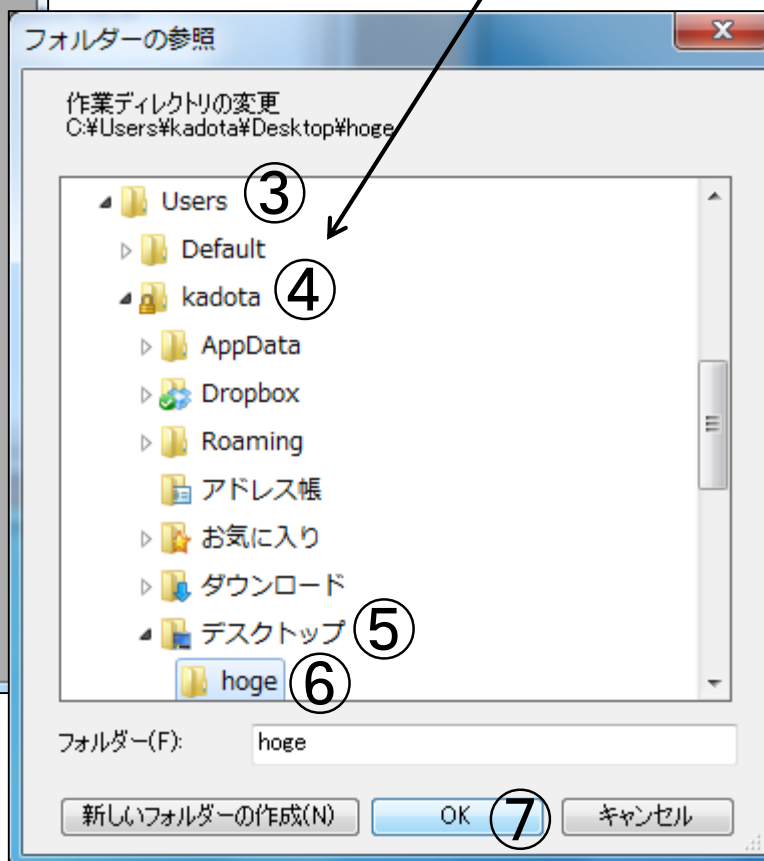 フォルダーの参照
作業ディレクトリの変更
C:¥Users¥kadota¥Desktop¥hoge
Users ③
Default
kadota ④
AppData
Dropbox
Roaming
アドレス帳
お気に入り
ダウンロード
デスクトップ ⑤
hoge ⑥
フォルダー(F): hoge
新しいフォルダーの作成(N) OK ⑦ キャンセル